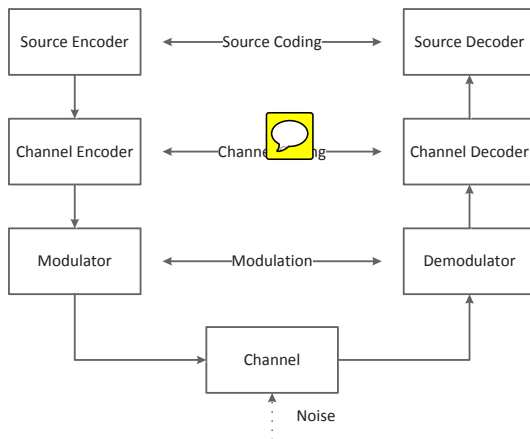 Source Encoder
Source Coding
Source Decoder
Channel Encoder
Channel Decoder
Modulator
Modulation
Demodulator
Channel
Noise